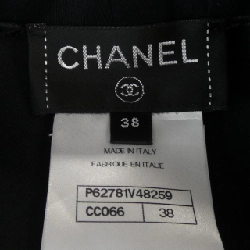 CHANEL
38
MADE IN ITALY
FABRIQUE EN ITALIE
P62781V48259
CC066 38